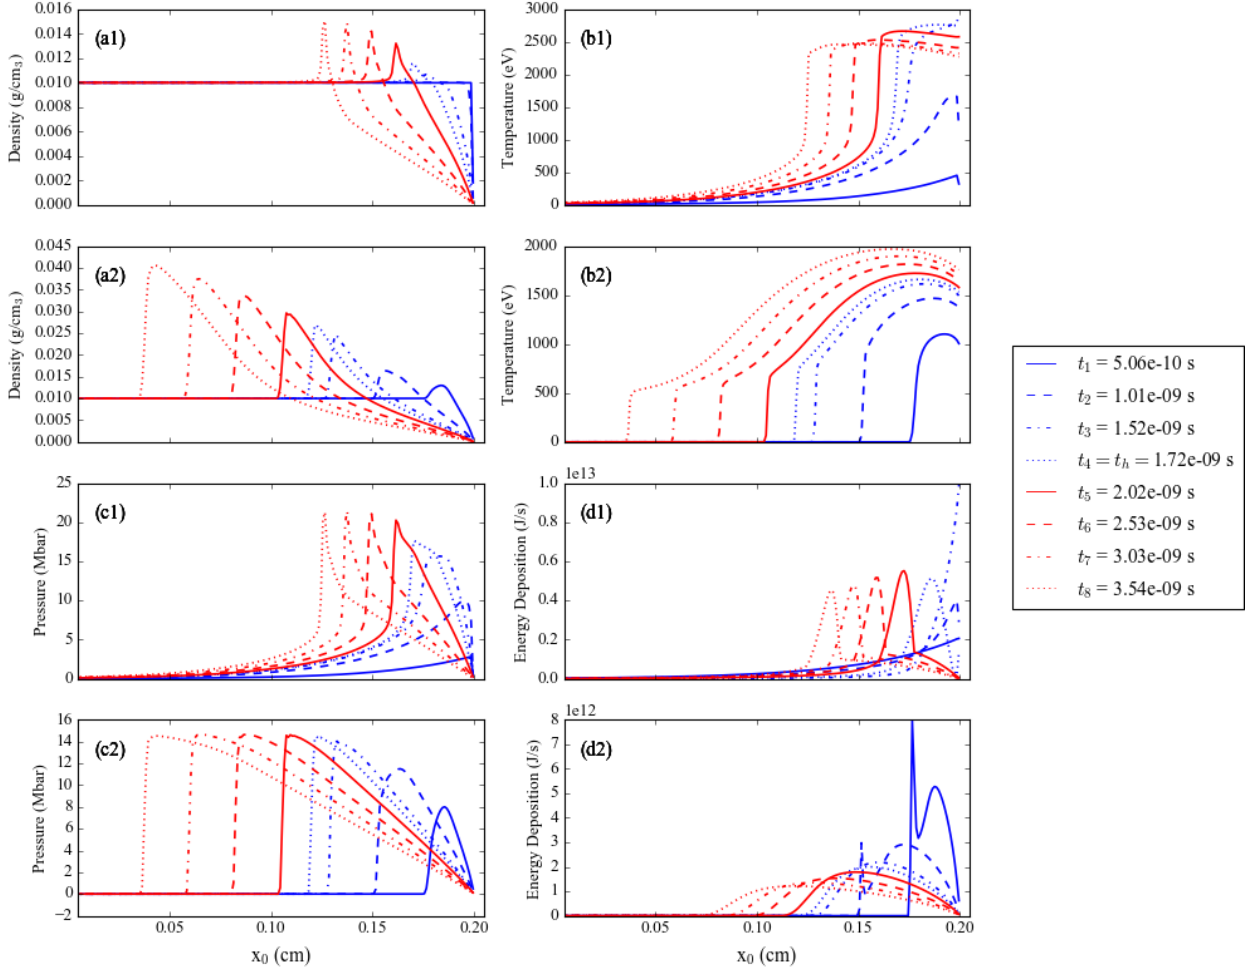 (a1)
Density (g/cm₃)
0.016
0.014
0.012
0.010
0.008
0.006
0.004
0.002
0.000
(b1)
Temperature (eV)
3000
2500
2000
1500
1000
500
0
(a2)
Density (g/cm₃)
0.045
0.040
0.035
0.030
0.025
0.020
0.015
0.010
0.005
0.000
(b2)
Temperature (eV)
2000
1500
1000
500
0
(c1)
Pressure (Mbar)
25
20
15
10
5
0
(d1)
Energy Deposition (J/s)
1e13
1.0
0.8
0.6
0.4
0.2
0.0
(c2)
Pressure (Mbar)
16
14
12
10
8
6
4
2
0
−2
0.05
0.10
0.15
0.20
x₀ (cm)
(d2)
Energy Deposition (J/s)
1e12
8
7
6
5
4
3
2
1
0
0.05
0.10
0.15
0.20
x₀ (cm)
t₁ = 5.06e-10 s
t₂ = 1.01e-09 s
t₃ = 1.52e-09 s
t₄ = tₕ = 1.72e-09 s
t₅ = 2.02e-09 s
t₆ = 2.53e-09 s
t₇ = 3.03e-09 s
t₈ = 3.54e-09 s